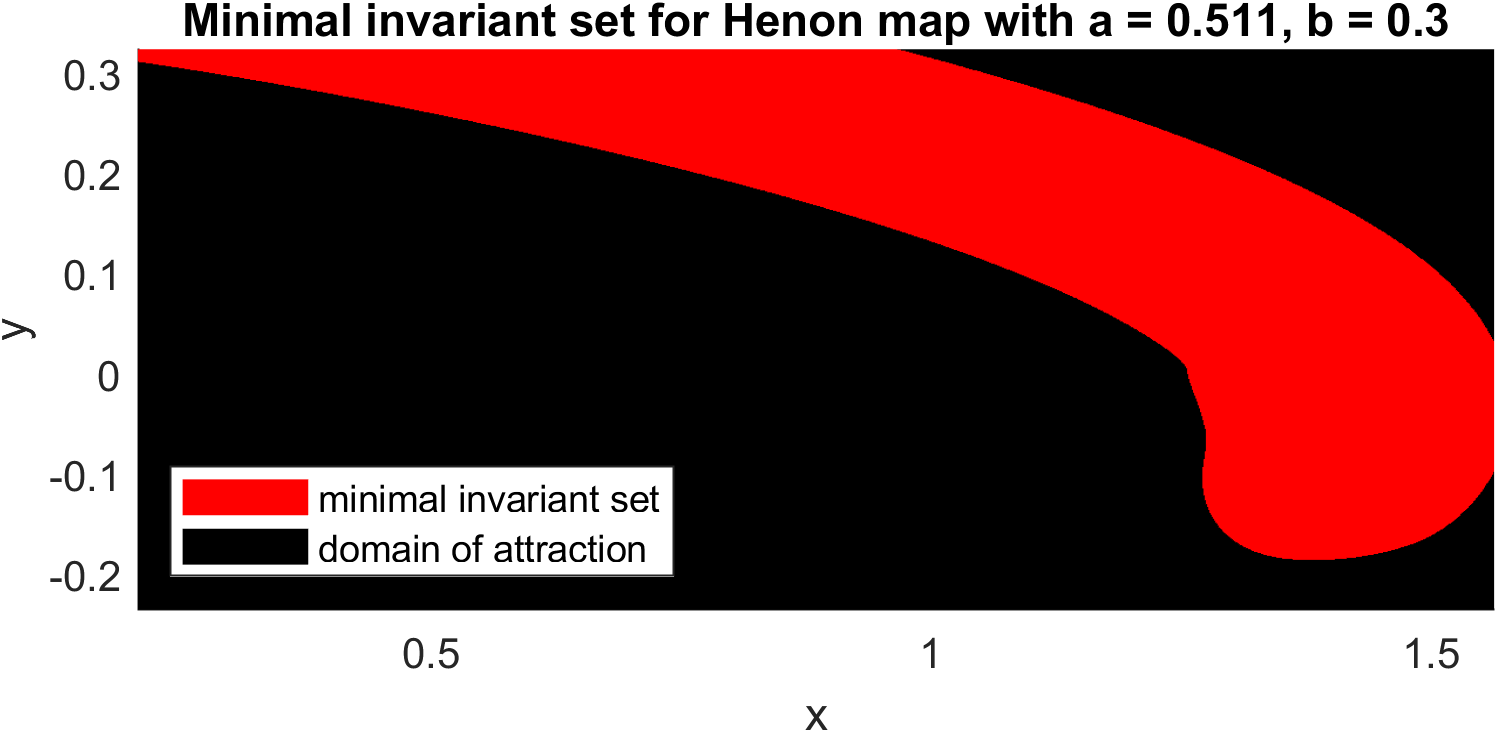 Minimal invariant set for Henon map with a = 0.511, b = 0.3
0.3
0.2
0.1
0
-0.1
-0.2
y
minimal invariant set
domain of attraction
0.5
1
1.5
x